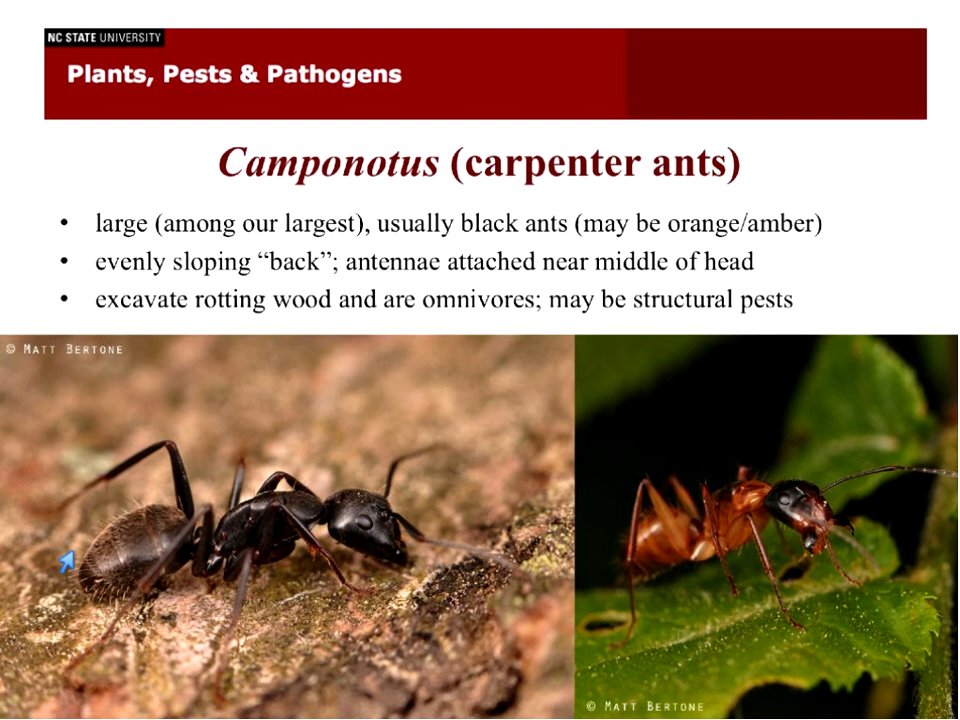 NC STATE UNIVERSITY
Plants, Pests & Pathogens
Camponotus (carpenter ants)
• large (among our largest), usually black ants (may be orange/amber)
• evenly sloping “back”; antennae attached near middle of head
• excavate rotting wood and are omnivores; may be structural pests
© MATT BERTONE
© MATT BERTONE